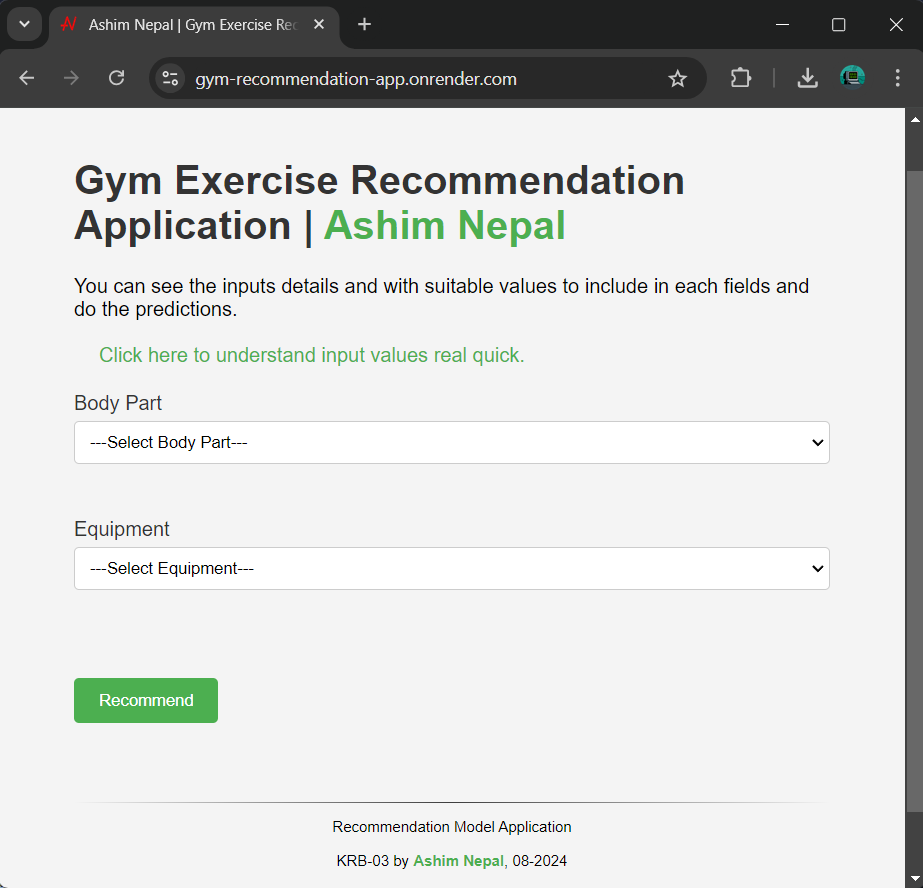 Ashim Nepal | Gym Exercise Rec
gym-recommendation-app.onrender.com
Gym Exercise Recommendation
Application | Ashim Nepal
You can see the inputs details and with suitable values to include in each fields and
do the predictions.
Click here to understand input values real quick.
Body Part
---Select Body Part---
Equipment
---Select Equipment---
Recommend
Recommendation Model Application
KRB-03 by Ashim Nepal, 08-2024